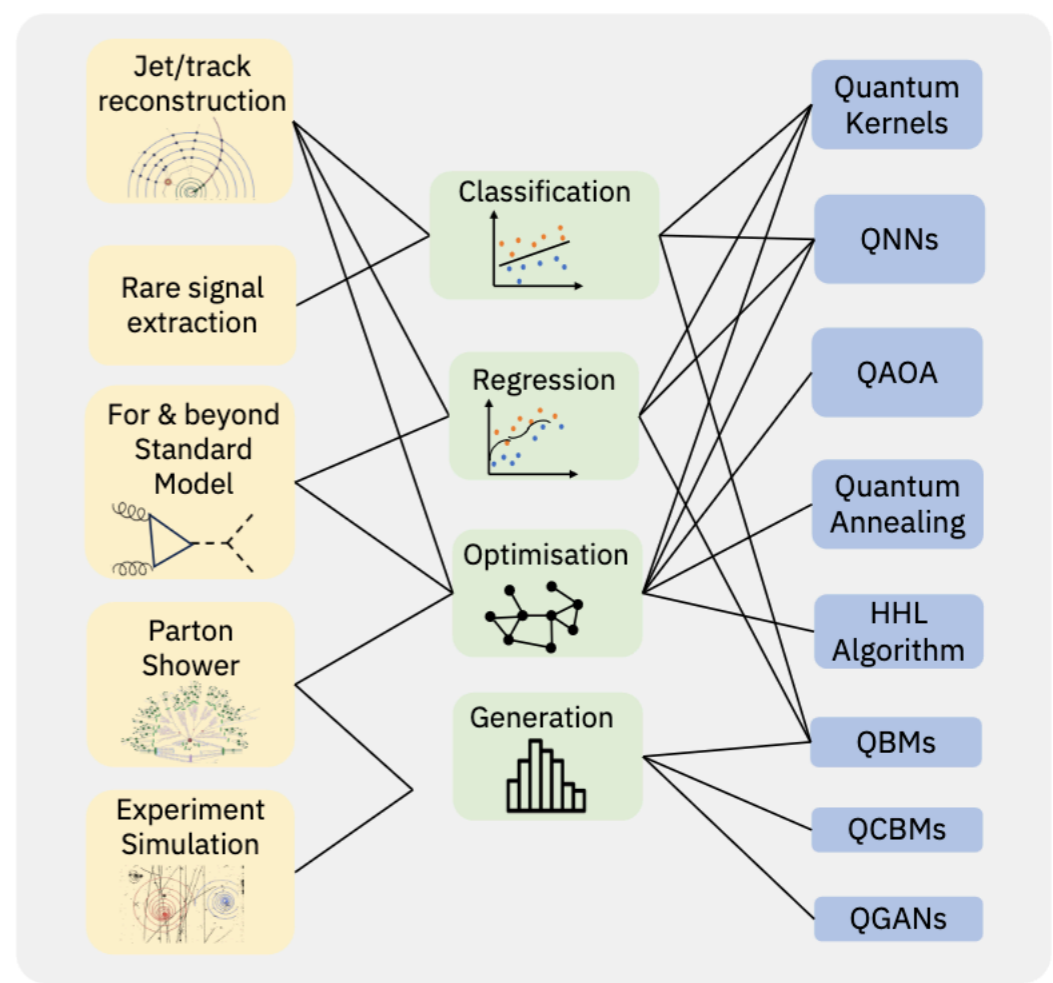 Jet/track
reconstruction
Rare signal
extraction
For & beyond
Standard
Model
Parton
Shower
Experiment
Simulation
Classification
Regression
Optimisation
Generation
Quantum
Kernels
QNNs
QAOA
Quantum
Annealing
HHL
Algorithm
QBMs
QCBMs
QGANs